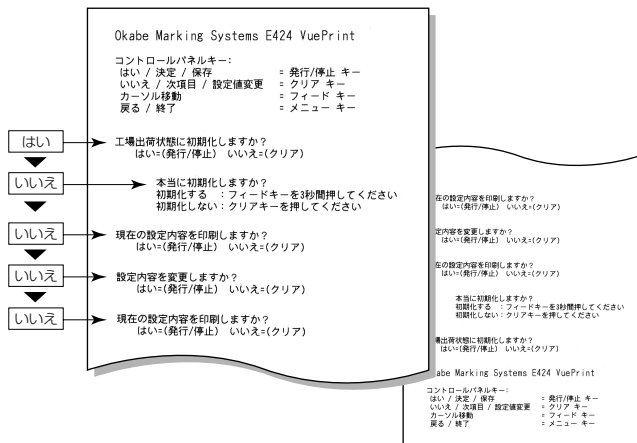 Okabe Marking Systems E424 VuePrint
コントロールパネルキー：
はい / 決定 / 保存 = 発行/停止 キー
いいえ / 次項目 / 設定値変更 = クリア キー
カーソル移動 = フィード キー
戻る / 終了 = メニュー キー
はい
工場出荷状態に初期化しますか？
はい=(発行/停止) いいえ=(クリア)
いいえ
本当に初期化しますか？
初期化する ：フィードキーを3秒間押してください
初期化しない：クリアキーを押してください
いいえ
現在の設定内容を印刷しますか？
はい=(発行/停止) いいえ=(クリア)
いいえ
設定内容を変更しますか？
はい=(発行/停止) いいえ=(クリア)
いいえ
現在の設定内容を印刷しますか？
はい=(発行/停止) いいえ=(クリア)
在の設定内容を印刷しますか？
はい=(発行/停止) いいえ=(クリア)
定内容を変更しますか？
はい=(発行/停止) いいえ=(クリア)
在の設定内容を印刷しますか？
はい=(発行/停止) いいえ=(クリア)
本当に初期化しますか？
初期化する ：フィードキーを3秒間押してください
初期化しない：クリアキーを押してください
場出荷状態に初期化しますか？
はい=(発行/停止) いいえ=(クリア)
abe Marking Systems E424 VuePrint
コントロールパネルキー：
はい / 決定 / 保存 = 発行/停止 キー
いいえ / 次項目 / 設定値変更 = クリア キー
カーソル移動 = フィード キー
戻る / 終了 = メニュー キー